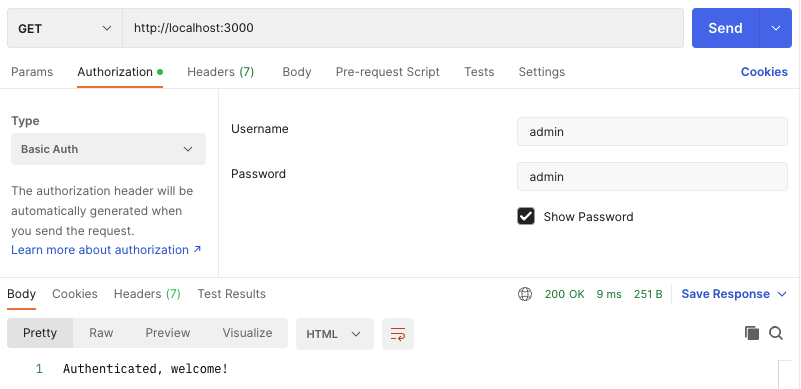 GET http://localhost:3000 Send
Params Authorization Headers (7) Body Pre-request Script Tests Settings Cookies
Type
Basic Auth
The authorization header will be
automatically generated when
you send the request.
Learn more about authorization ↗
Username admin
Password admin
Show Password
Body Cookies Headers (7) Test Results 200 OK 9 ms 251 B Save Response
Pretty Raw Preview Visualize HTML
1 Authenticated, welcome!